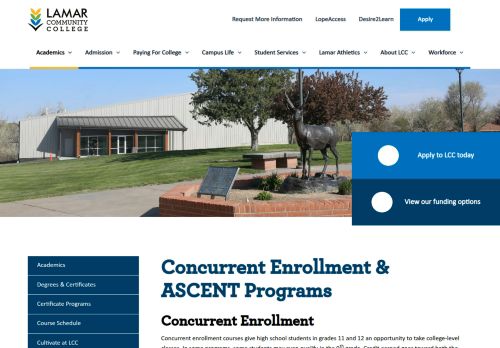 LAMAR
COMMUNITY
COLLEGE
Request More Information LopeAccess Desire2Learn Apply
Academics Admission Paying For College Campus Life Student Services Lamar Athletics About LCC Workforce
Apply to LCC today
View our funding options
Academics
Degrees & Certificates
Certificate Programs
Course Schedule
Cultivate at LCC
Concurrent Enrollment &
ASCENT Programs
Concurrent Enrollment
Concurrent enrollment courses give high school students in grades 11 and 12 an opportunity to take college-level